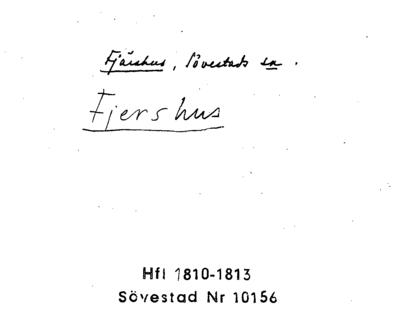 Fjärshus, Sövestads sn.
Fjershus
Hfl 1810-1813
Sövestad Nr 10156